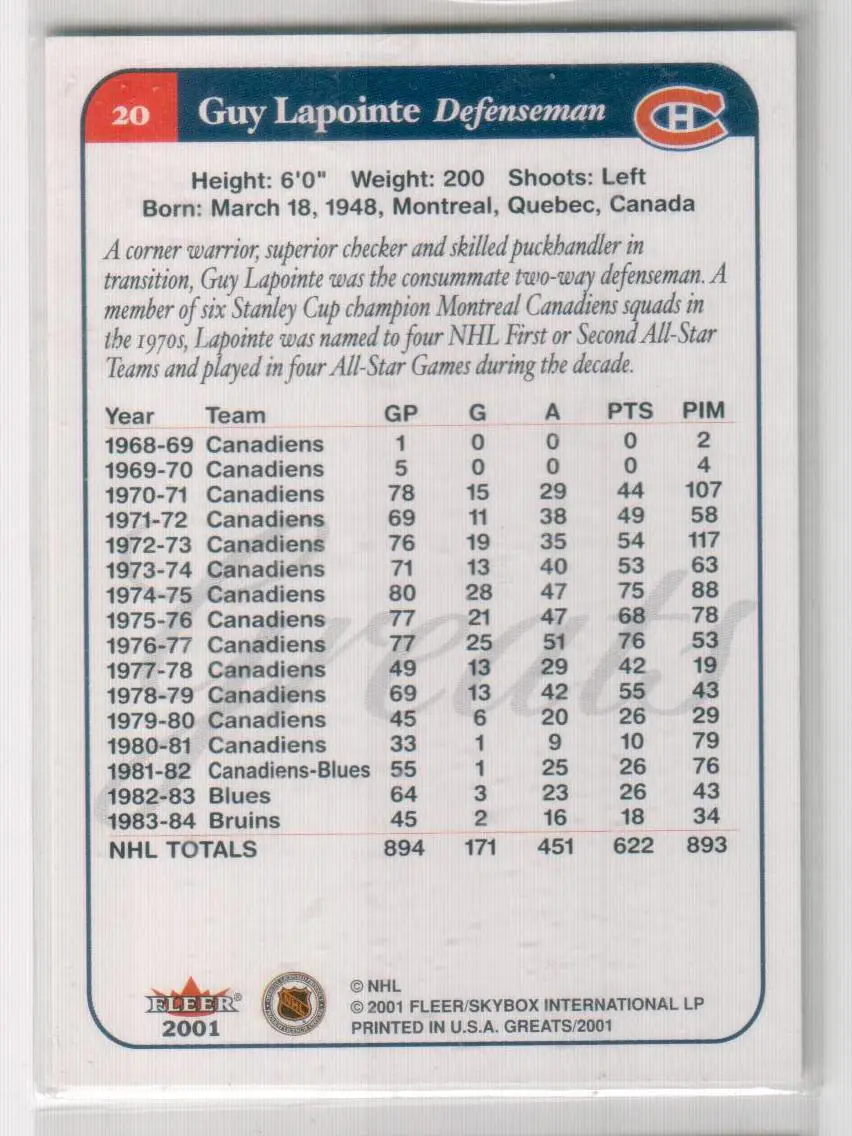 20 Guy Lapointe Defenseman
Height: 6'0" Weight: 200 Shoots: Left
Born: March 18, 1948, Montreal, Quebec, Canada
A corner warrior, superior checker and skilled puckhandler in
transition, Guy Lapointe was the consummate two-way defenseman. A
member of six Stanley Cup champion Montreal Canadiens squads in
the 1970s, Lapointe was named to four NHL First or Second All-Star
Teams and played in four All-Star Games during the decade.
Year Team GP G A PTS PIM
1968-69 Canadiens 1 0 0 0 2
1969-70 Canadiens 5 0 0 0 4
1970-71 Canadiens 78 15 29 44 107
1971-72 Canadiens 69 11 38 49 58
1972-73 Canadiens 76 19 35 54 117
1973-74 Canadiens 71 13 40 53 63
1974-75 Canadiens 80 28 47 75 88
1975-76 Canadiens 77 21 47 68 78
1976-77 Canadiens 77 25 51 76 53
1977-78 Canadiens 49 13 29 42 19
1978-79 Canadiens 69 13 42 55 43
1979-80 Canadiens 45 6 20 26 29
1980-81 Canadiens 33 1 9 10 79
1981-82 Canadiens-Blues 55 1 25 26 76
1982-83 Blues 64 3 23 26 43
1983-84 Bruins 45 2 16 18 34
NHL TOTALS 894 171 451 622 893
Greats
FLEER®
2001
NHL
© NHL
© 2001 FLEER/SKYBOX INTERNATIONAL LP
PRINTED IN U.S.A. GREATS/2001